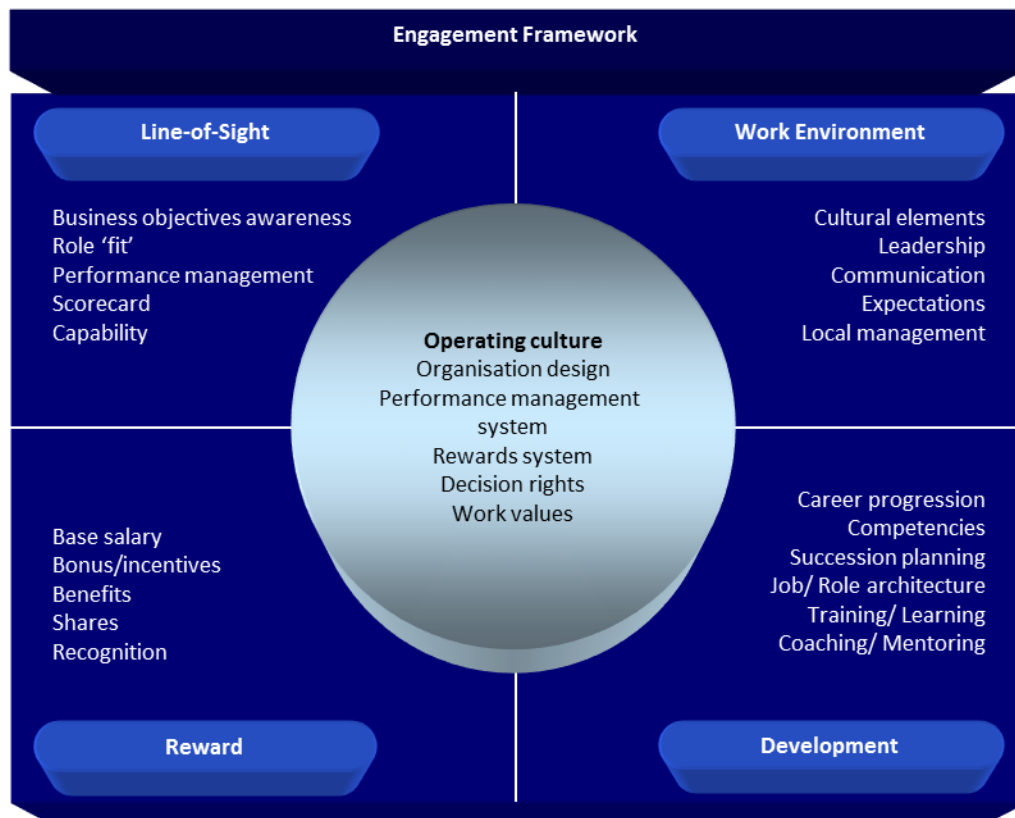 Engagement Framework
Line-of-Sight
Business objectives awareness
Role ‘fit’
Performance management
Scorecard
Capability
Work Environment
Cultural elements
Leadership
Communication
Expectations
Local management
Operating culture
Organisation design
Performance management
system
Rewards system
Decision rights
Work values
Base salary
Bonus/incentives
Benefits
Shares
Recognition
Reward
Career progression
Competencies
Succession planning
Job/ Role architecture
Training/ Learning
Coaching/ Mentoring
Development